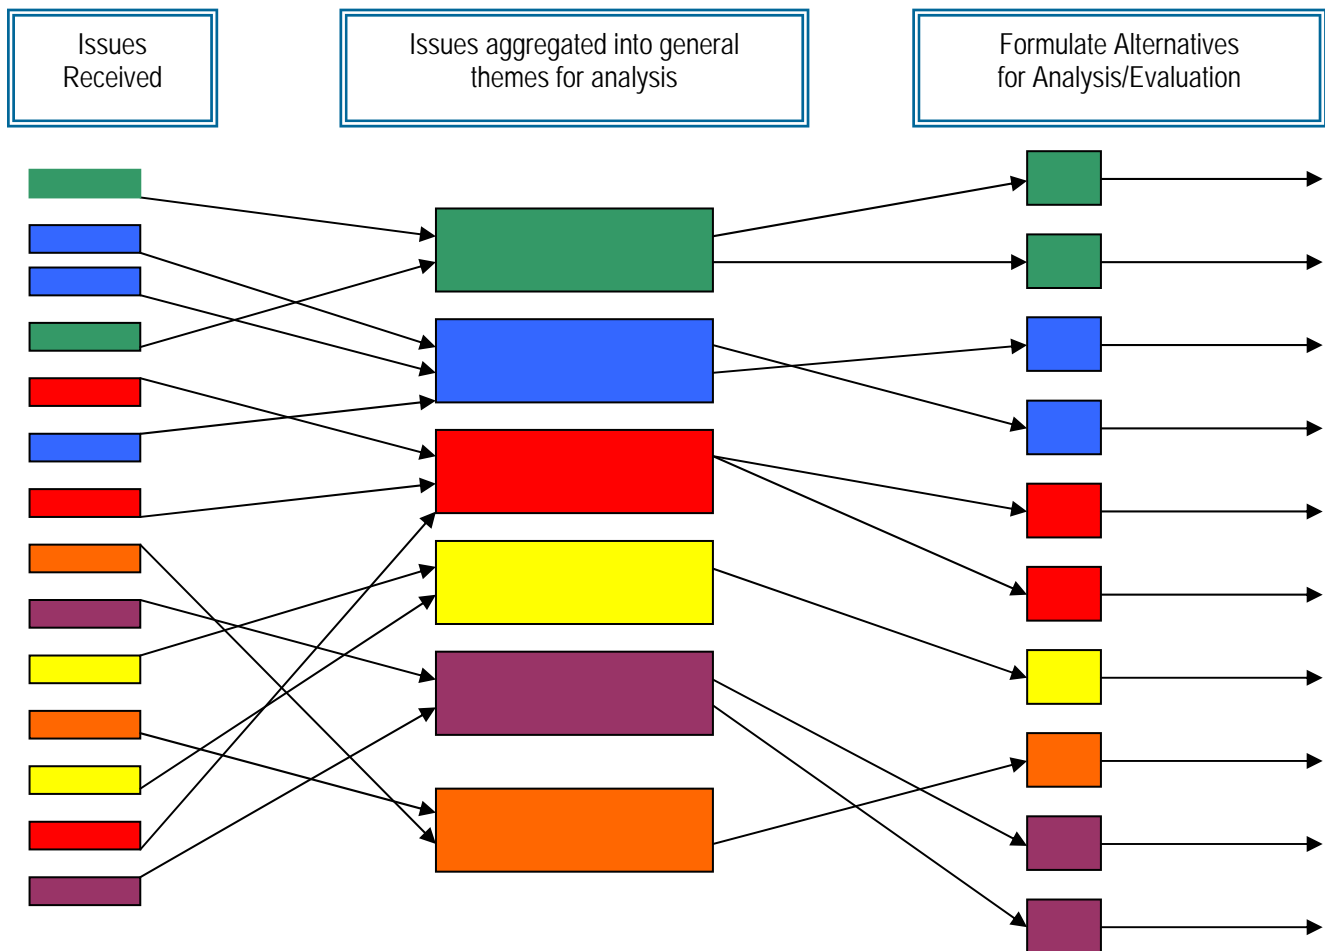 Issues
Received
Issues aggregated into general
themes for analysis
Formulate Alternatives
for Analysis/Evaluation